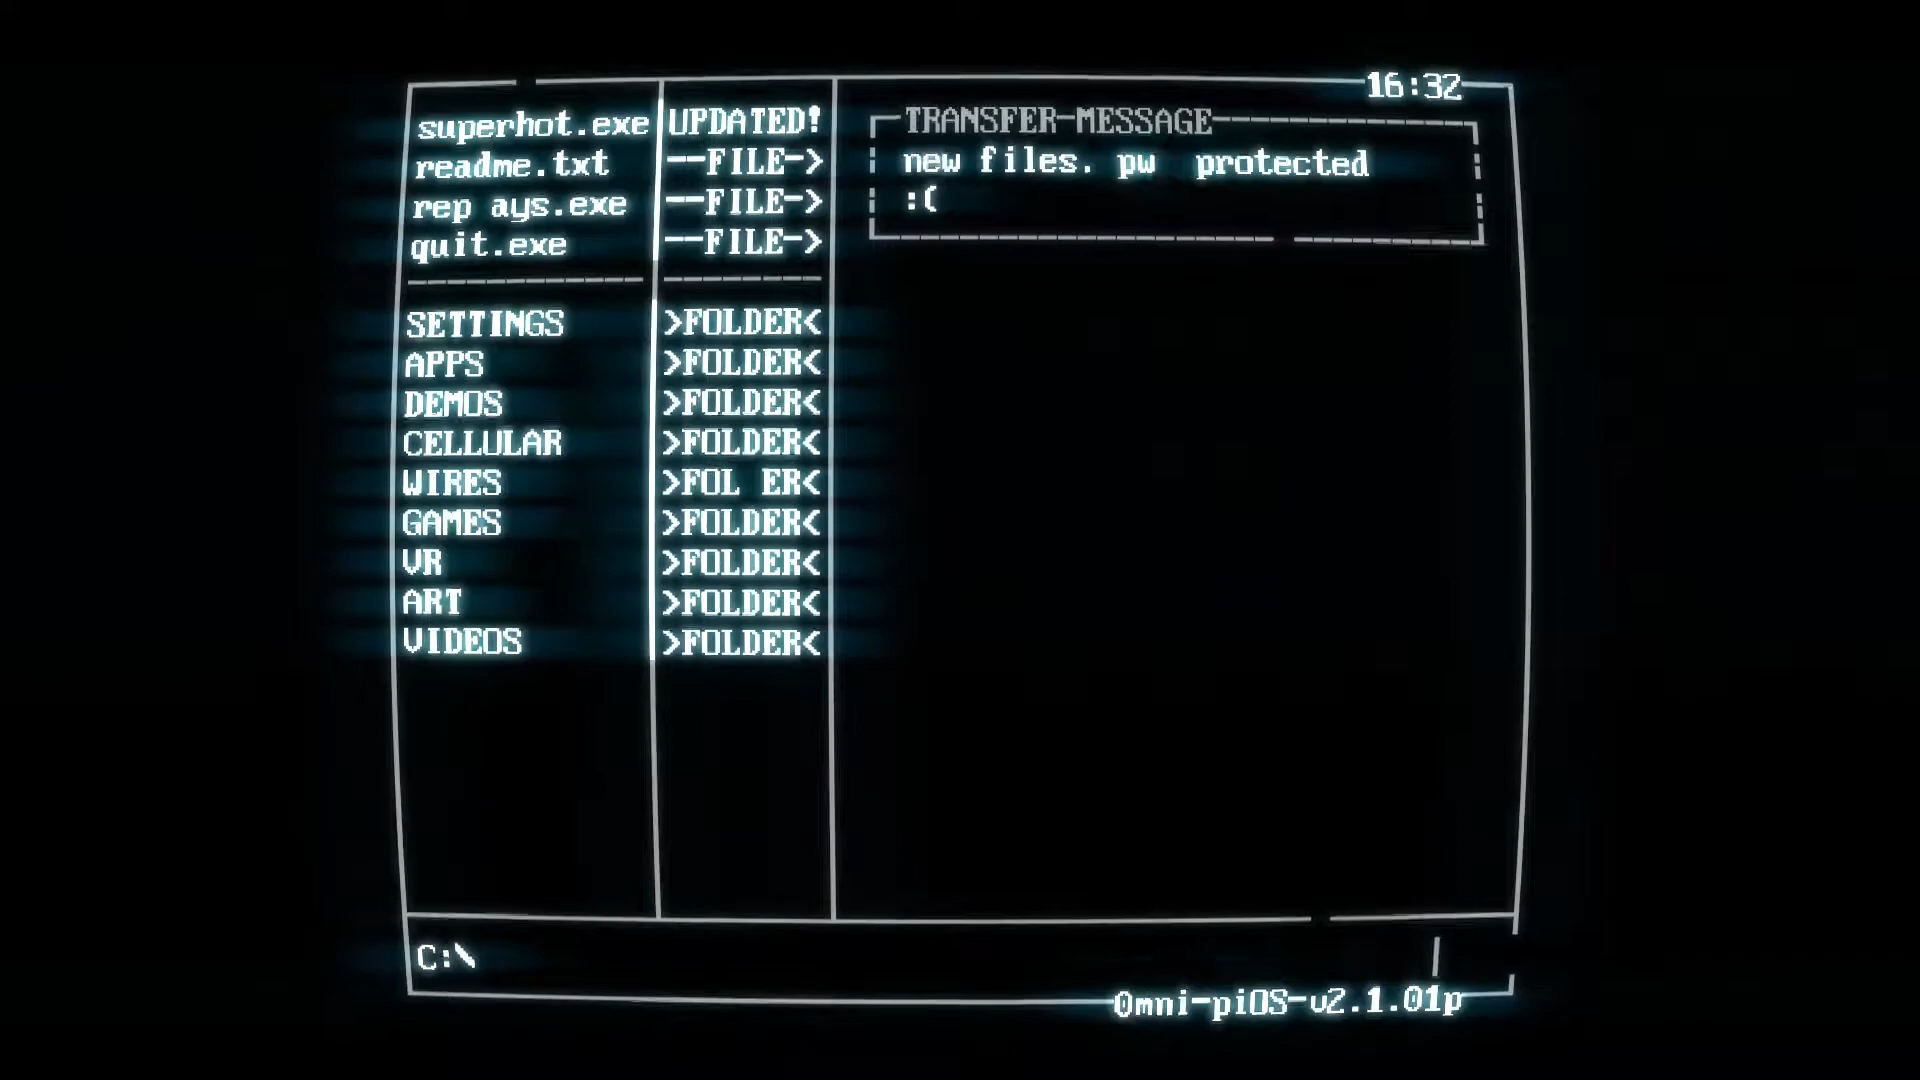 16:32
superhot.exe UPDATED!
readme.txt --FILE->
rep ays.exe --FILE->
quit.exe --FILE->
SETTINGS >FOLDER<
APPS >FOLDER<
DEMOS >FOLDER<
CELLULAR >FOLDER<
WIRES >FOL ER<
GAMES >FOLDER<
VR >FOLDER<
ART >FOLDER<
VIDEOS >FOLDER<
TRANSFER-MESSAGE
new files. pw  protected
:(
C:\
0mni-piOS-v2.1.01p